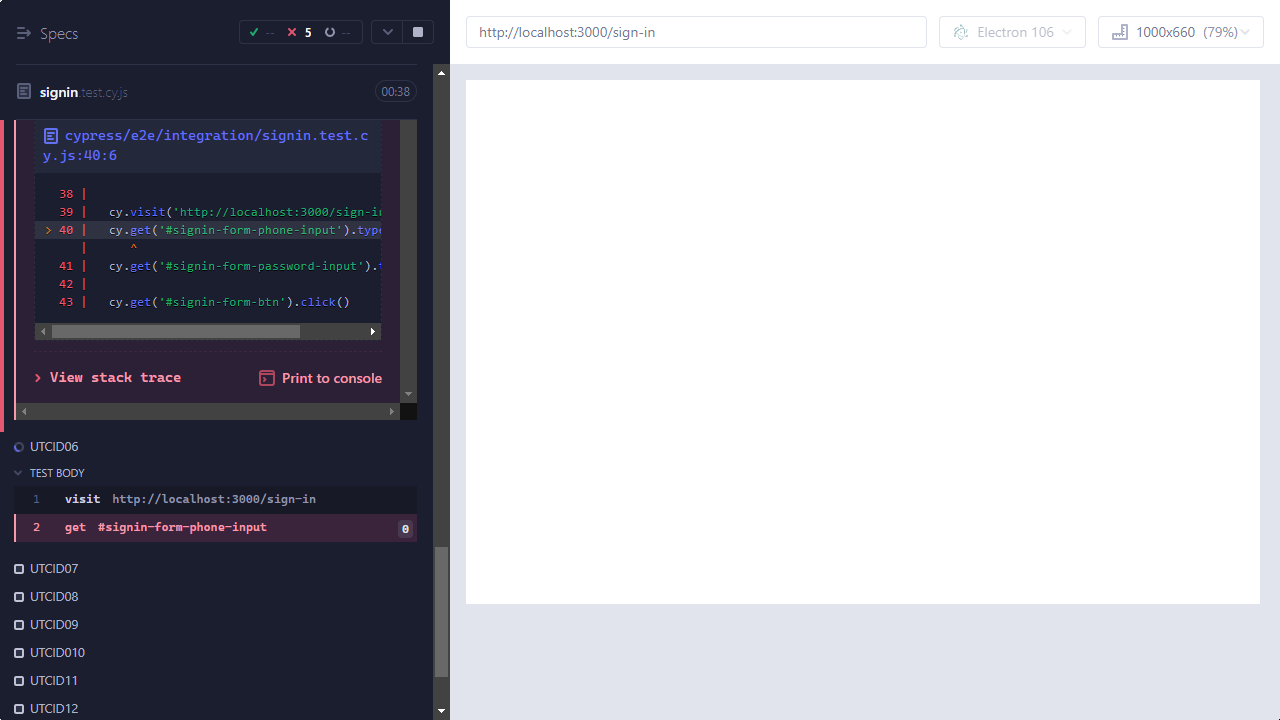 Specs
-- 5 --
http://localhost:3000/sign-in
Electron 106
1000x660 (79%)
signin.test.cy.js
00:38
cypress/e2e/integration/signin.test.c
y.js:40:6
38 |
39 | cy.visit('http://localhost:3000/sign-in
> 40 | cy.get('#signin-form-phone-input').type
| ^
41 | cy.get('#signin-form-password-input').t
42 |
43 | cy.get('#signin-form-btn').click()
> View stack trace
Print to console
UTCID06
TEST BODY
1 visit http://localhost:3000/sign-in
2 get #signin-form-phone-input 0
UTCID07
UTCID08
UTCID09
UTCID010
UTCID11
UTCID12